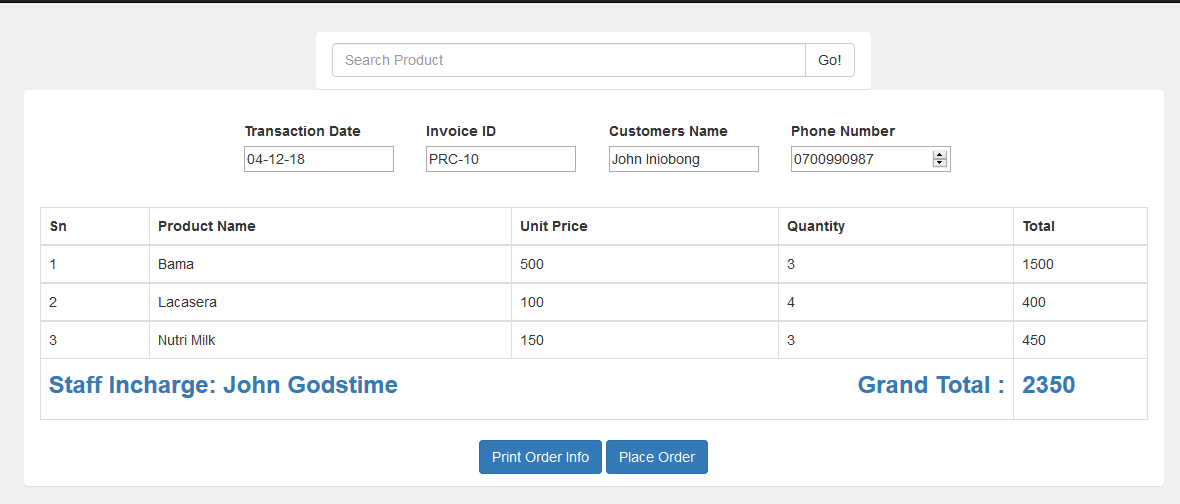 Search Product Go!
Transaction Date Invoice ID Customers Name Phone Number
04-12-18 PRC-10 John Iniobong 0700990987
Sn Product Name Unit Price Quantity Total
1 Bama 500 3 1500
2 Lacasera 100 4 400
3 Nutri Milk 150 3 450
Staff Incharge: John Godstime Grand Total : 2350
Print Order Info Place Order